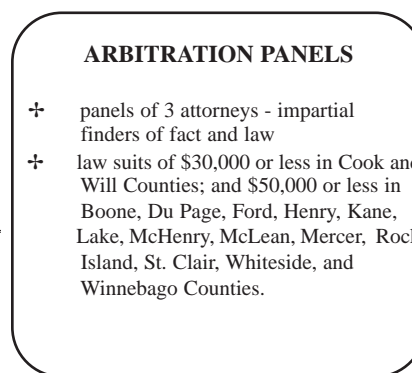 ARBITRATION PANELS
✢ panels of 3 attorneys - impartial
finders of fact and law
✢ law suits of $30,000 or less in Cook and
Will Counties; and $50,000 or less in
Boone, Du Page, Ford, Henry, Kane,
Lake, McHenry, McLean, Mercer, Rock
Island, St. Clair, Whiteside, and
Winnebago Counties.